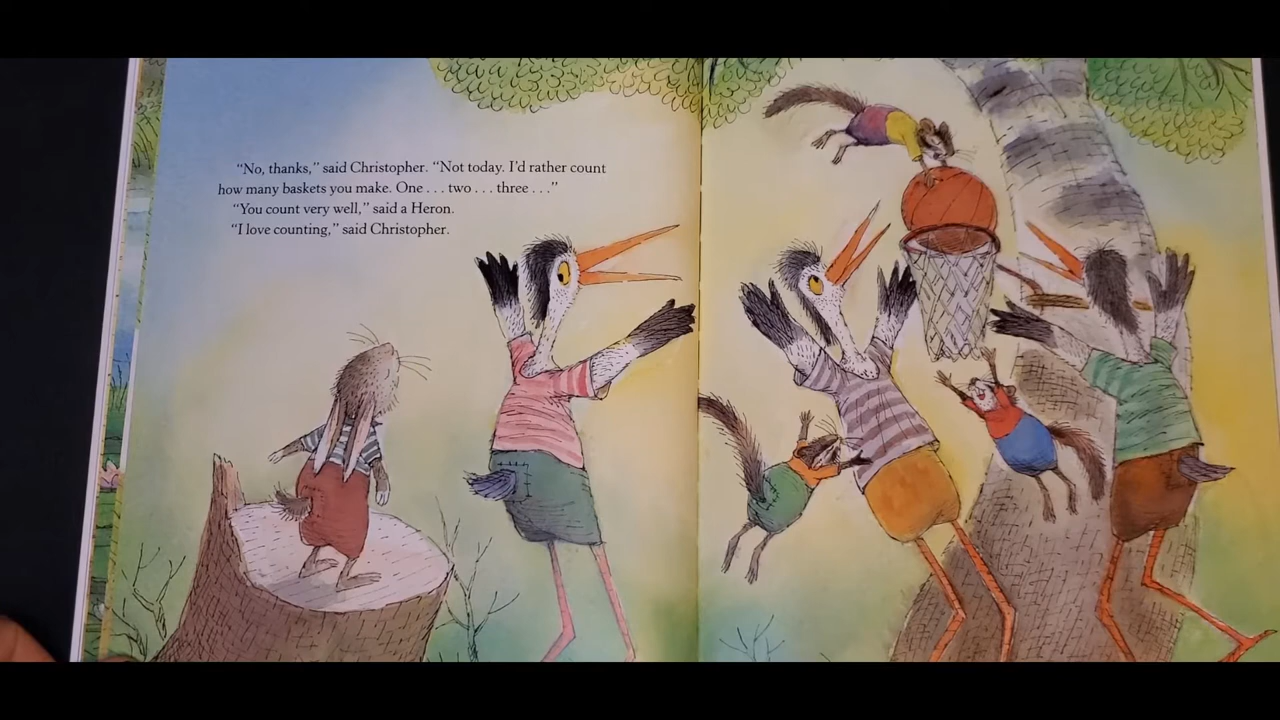 “No, thanks,” said Christopher. “Not today. I’d rather count
how many baskets you make. One . . . two . . . three . . .”
“You count very well,” said a Heron.
“I love counting,” said Christopher.